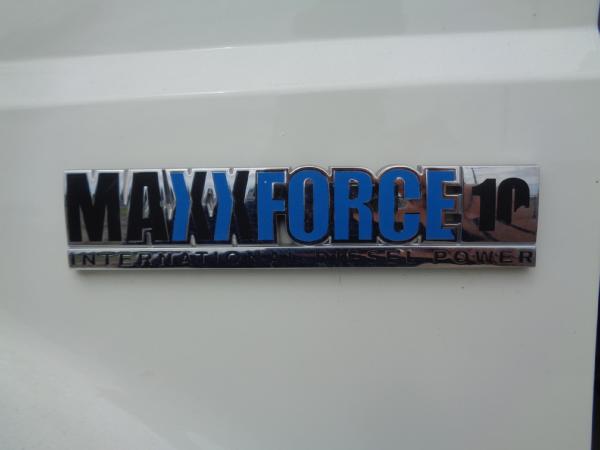 MAXXFORCE 10
INTERNATIONAL DIESEL POWER